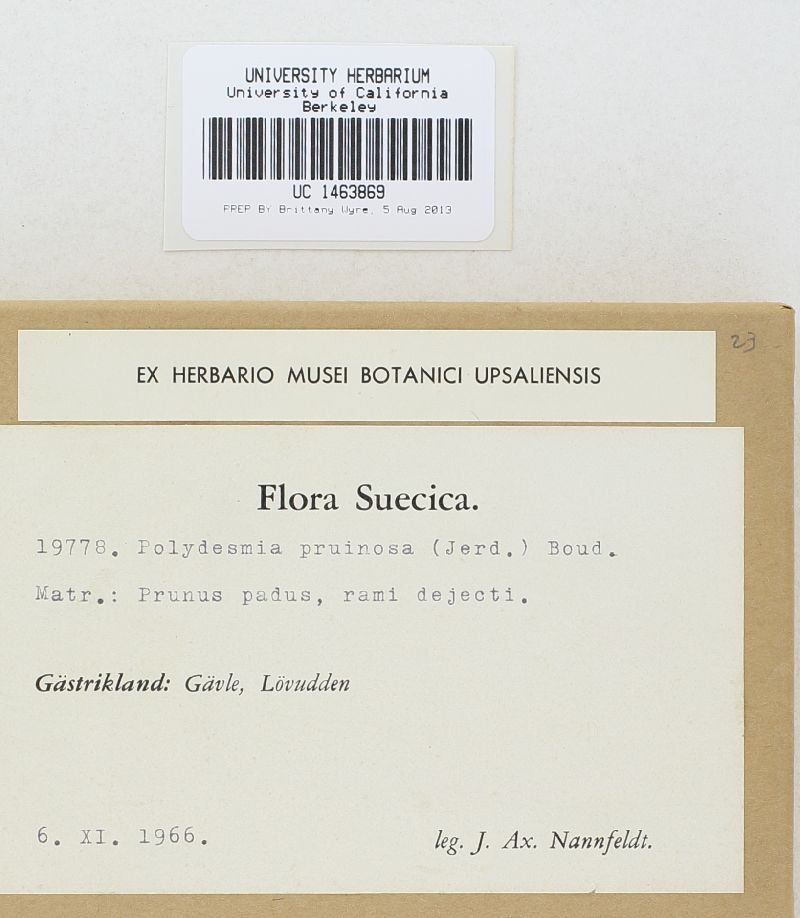 UNIVERSITY HERBARIUM
University of California
Berkeley
UC 1463869
PREP BY Brittany Wyre, 5 Aug 2013
23
EX HERBARIO MUSEI BOTANICI UPSALIENSIS
Flora Suecica.
19778. Polydesmia pruinosa (Jerd.) Boud.
Matr.: Prunus padus, rami dejecti.
Gästrikland: Gävle, Lövudden
6. XI. 1966.
leg. J. Ax. Nannfeldt.